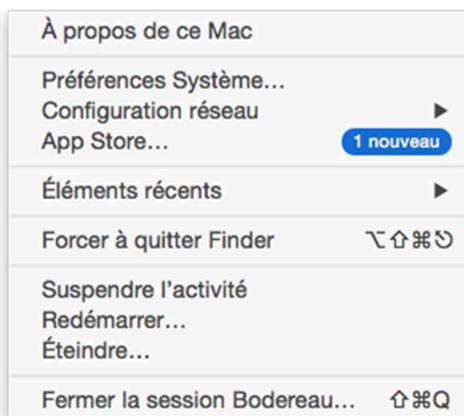 À propos de ce Mac
Préférences Système...
Configuration réseau ▶
App Store... 1 nouveau
Éléments récents ▶
Forcer à quitter Finder ⌥⇧⌘⎋
Suspendre l’activité
Redémarrer...
Éteindre...
Fermer la session Bodereau... ⇧⌘Q